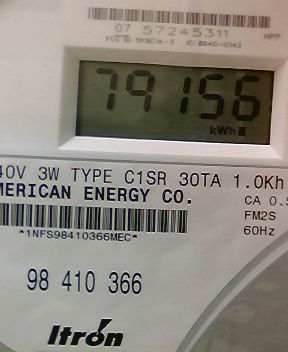 07 57245311
79156
kWh
40V 3W TYPE C1SR 30TA 1.0Kh
MERICAN ENERGY CO.
CA 0.5
FM2S
60Hz
*1NFS98410366MEC*
98 410 366
Itron